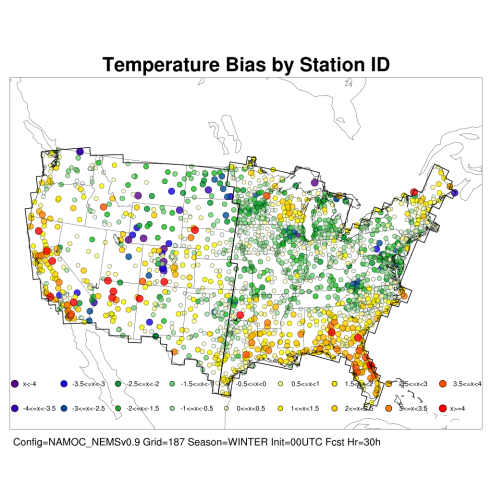 Temperature Bias by Station ID
x<-4 -3.5<=x<-3 -2.5<=x<-2 -1.5<=x<-1 -0.5<=x<0 0.5<=x<1 1.5<=x<2 2.5<=x<3 3.5<=x<4
-4<=x<-3.5 -3<=x<-2.5 -2<=x<-1.5 -1<=x<-0.5 0<=x<0.5 1<=x<1.5 2<=x<2.5 3<=x<3.5 x>=4
Config=NAMOC_NEMSv0.9 Grid=187 Season=WINTER Init=00UTC Fcst Hr=30h